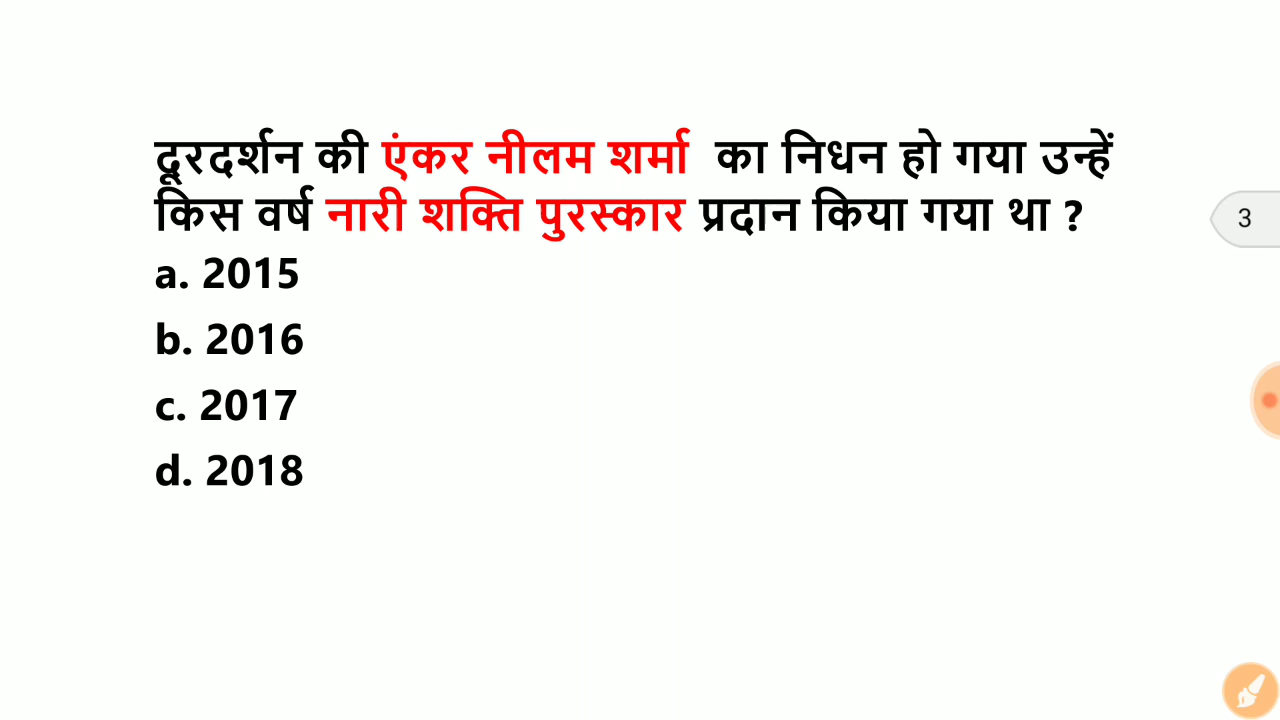 दूरदर्शन की एंकर नीलम शर्मा का निधन हो गया उन्हें
किस वर्ष नारी शक्ति पुरस्कार प्रदान किया गया था ?
a. 2015
b. 2016
c. 2017
d. 2018
3